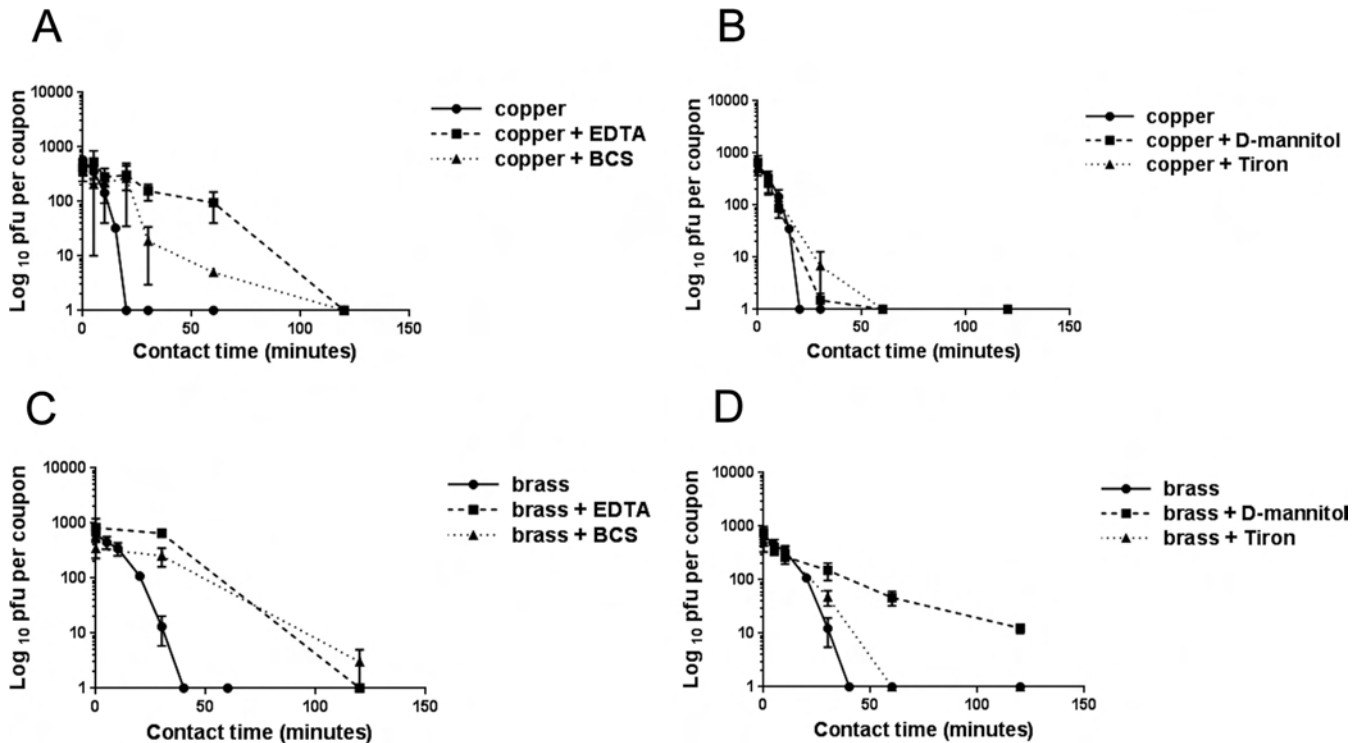 A
Log 10 pfu per coupon
10000
1000
100
10
1
0
50
100
150
Contact time (minutes)
copper
copper + EDTA
copper + BCS
B
Log 10 pfu per coupon
10000
1000
100
10
1
0
50
100
150
Contact time (minutes)
copper
copper + D-mannitol
copper + Tiron
C
Log 10 pfu per coupon
10000
1000
100
10
1
0
50
100
150
Contact time (minutes)
brass
brass + EDTA
brass + BCS
D
Log 10 pfu per coupon
10000
1000
100
10
1
0
50
100
150
Contact time (minutes)
brass
brass + D-mannitol
brass + Tiron